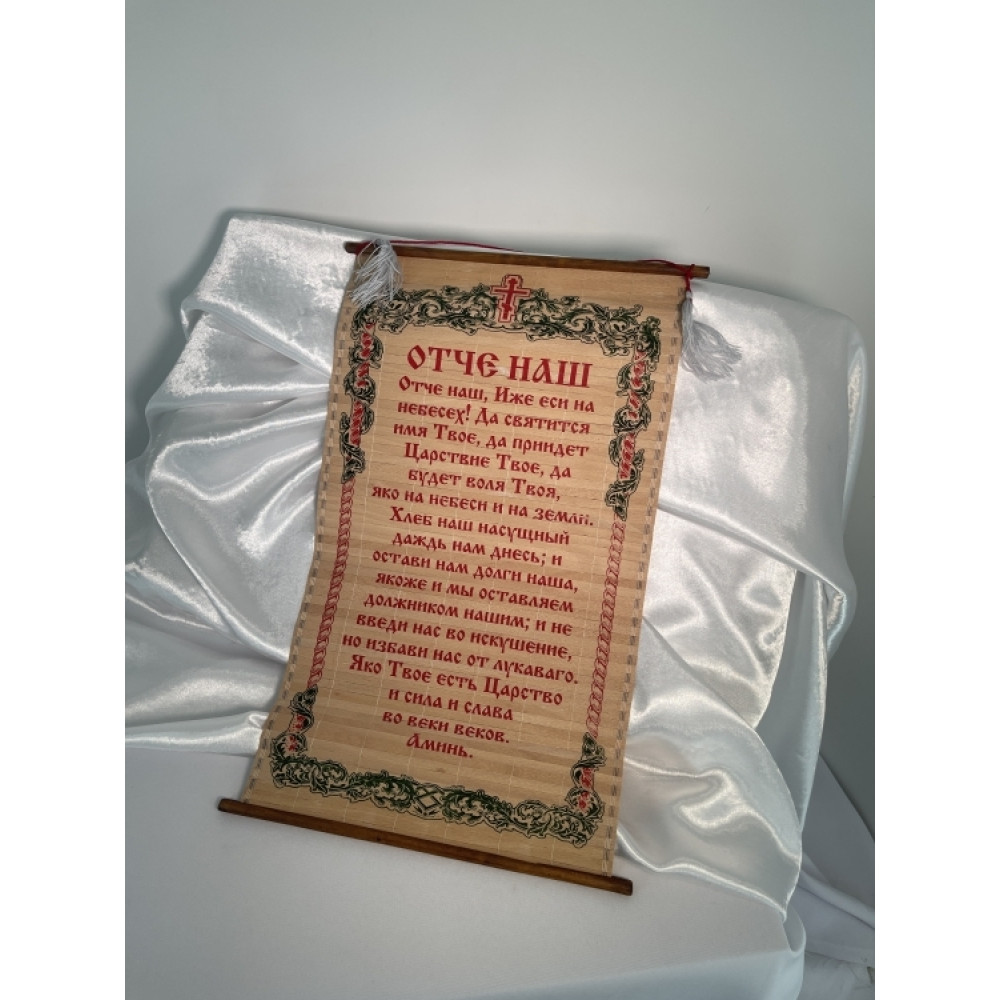 ОТЧЕ НАШ
Отче наш, Иже еси на
небесех! Да святится
имя Твое, да приидет
Царствие Твое, да
будет воля Твоя,
яко на небеси и на земли.
Хлеб наш насущный
даждь нам днесь; и
остави нам долги наша,
якоже и мы оставляем
должником нашим; и не
введи нас во искушение,
но избави нас от лукаваго.
Яко Твое есть Царство
и сила и слава
во веки веков.
Аминь.